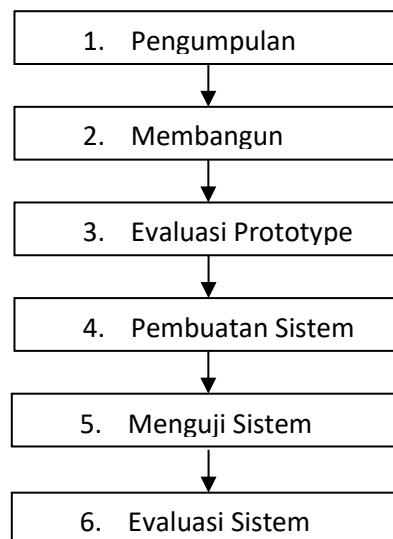 1. Pengumpulan
2. Membangun
3. Evaluasi Prototype
4. Pembuatan Sistem
5. Menguji Sistem
6. Evaluasi Sistem